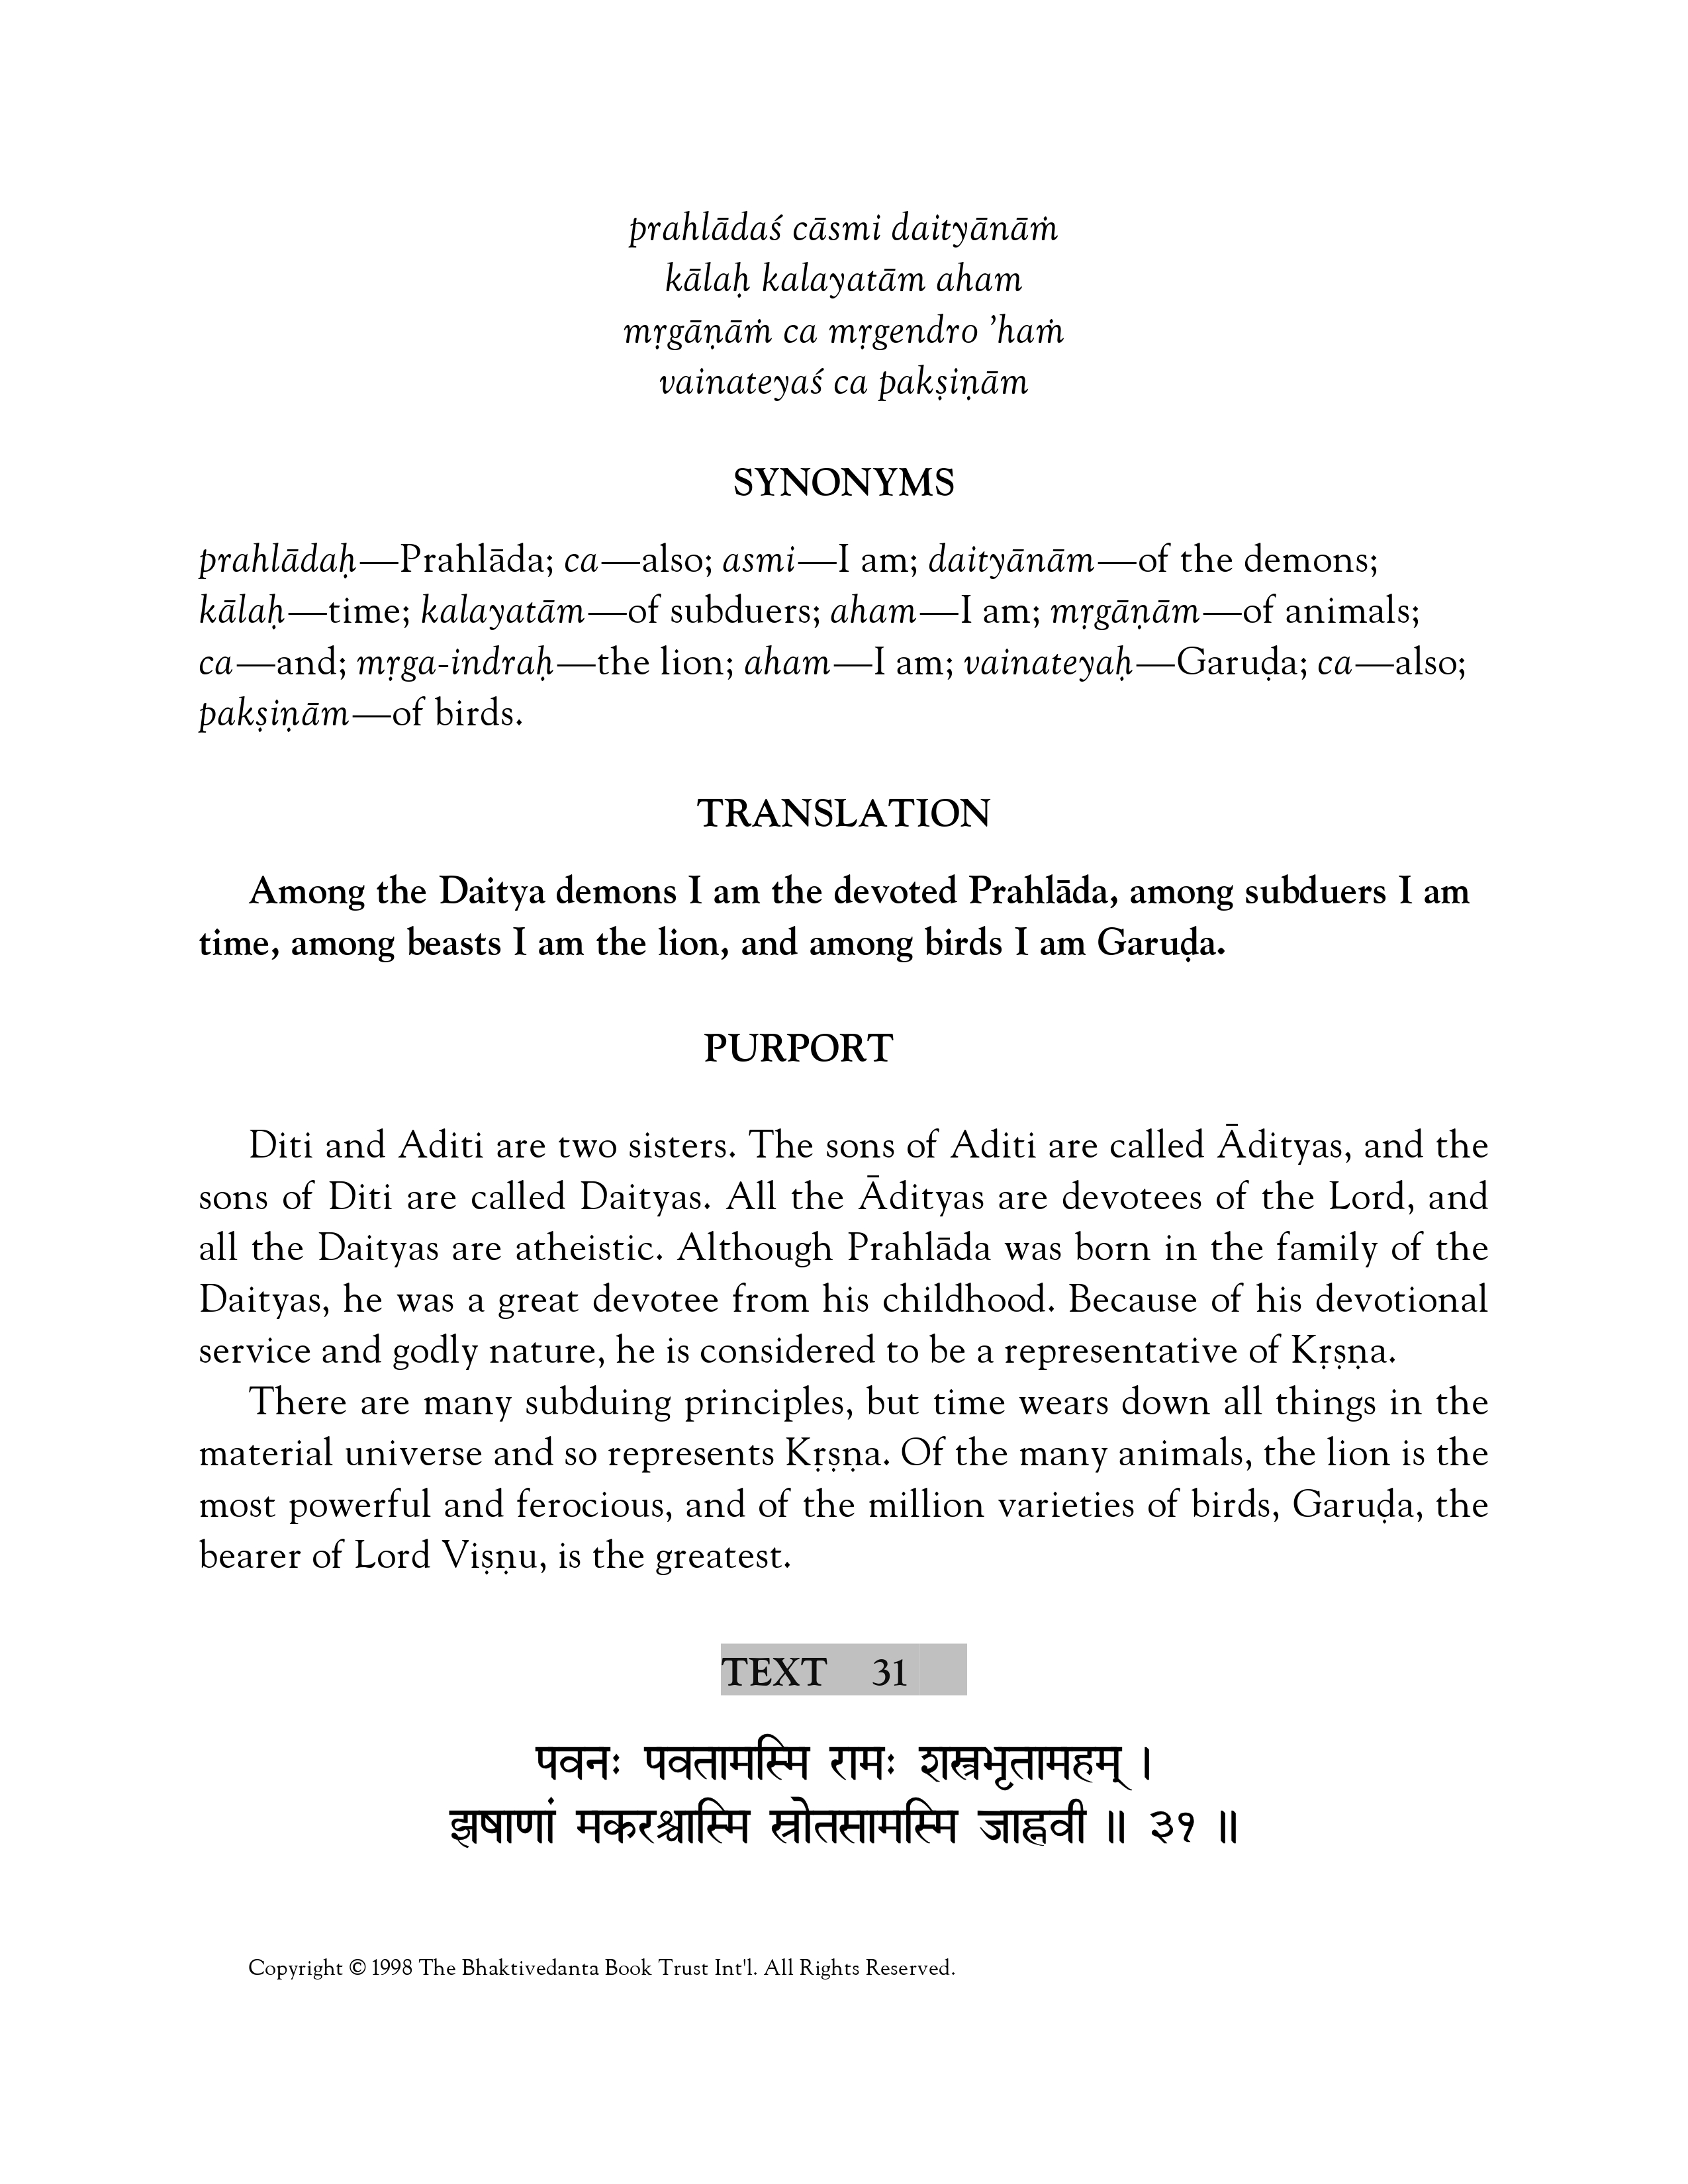 prahlādaś cāsmi daityānāṁ
kālaḥ kalayatām aham
mṛgāṇāṁ ca mṛgendro ’haṁ
vainateyaś ca pakṣiṇām
SYNONYMS
prahlādaḥ—Prahlāda; ca—also; asmi—I am; daityānām—of the demons;
kālaḥ—time; kalayatām—of subduers; aham—I am; mṛgāṇām—of animals;
ca—and; mṛga-indraḥ—the lion; aham—I am; vainateyaḥ—Garuḍa; ca—also;
pakṣiṇām—of birds.
TRANSLATION
Among the Daitya demons I am the devoted Prahlāda, among subduers I am
time, among beasts I am the lion, and among birds I am Garuḍa.
PURPORT
Diti and Aditi are two sisters. The sons of Aditi are called Ādityas, and the
sons of Diti are called Daityas. All the Ādityas are devotees of the Lord, and
all the Daityas are atheistic. Although Prahlāda was born in the family of the
Daityas, he was a great devotee from his childhood. Because of his devotional
service and godly nature, he is considered to be a representative of Kṛṣṇa.
There are many subduing principles, but time wears down all things in the
material universe and so represents Kṛṣṇa. Of the many animals, the lion is the
most powerful and ferocious, and of the million varieties of birds, Garuḍa, the
bearer of Lord Viṣṇu, is the greatest.
TEXT 31
पवनः पवतामस्मि रामः शस्त्रभृतामहम् ।
झषाणां मकरश्चास्मि स्रोतसामस्मि जाह्नवी ॥ ३१ ॥
Copyright © 1998 The Bhaktivedanta Book Trust Int'l. All Rights Reserved.